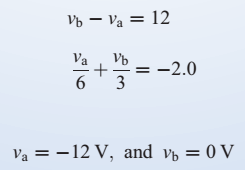 v_b − v_a = 12
v_a/6 + v_b/3 = −2.0
v_a = −12 V, and v_b = 0 V